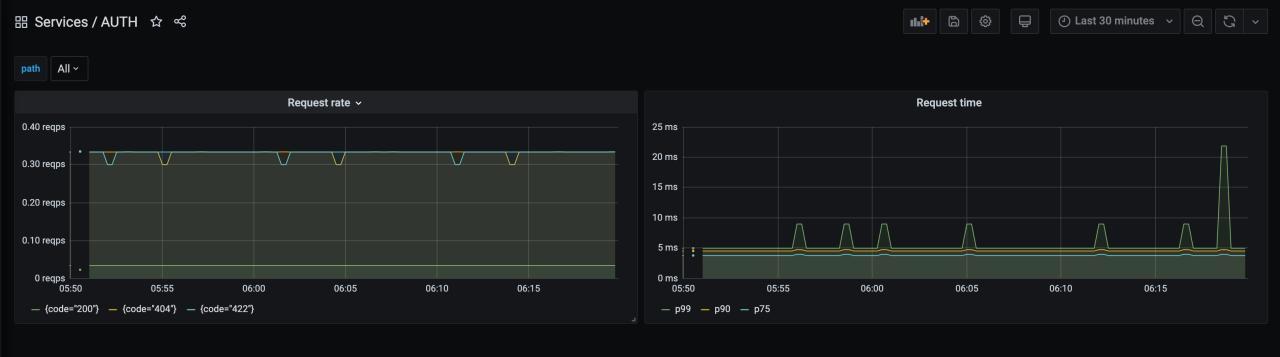 Services / AUTH
Last 30 minutes
path
All
Request rate
0.40 reqps
0.30 reqps
0.20 reqps
0.10 reqps
0 reqps
05:50 05:55 06:00 06:05 06:10 06:15
{code="200"} {code="404"} {code="422"}
Request time
25 ms
20 ms
15 ms
10 ms
5 ms
0 ms
05:50 05:55 06:00 06:05 06:10 06:15
p99 p90 p75